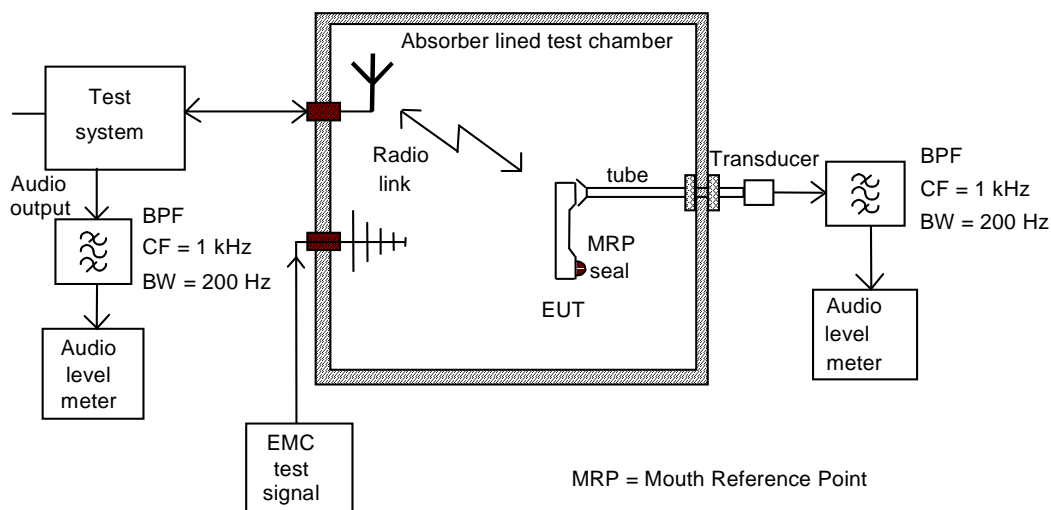 Absorber lined test chamber
Test
system
Audio
output
BPF
CF = 1 kHz
BW = 200 Hz
Audio
level
meter
EMC
test
signal
Radio
link
tube
MRP
seal
EUT
Transducer
BPF
CF = 1 kHz
BW = 200 Hz
Audio
level
meter
MRP = Mouth Reference Point